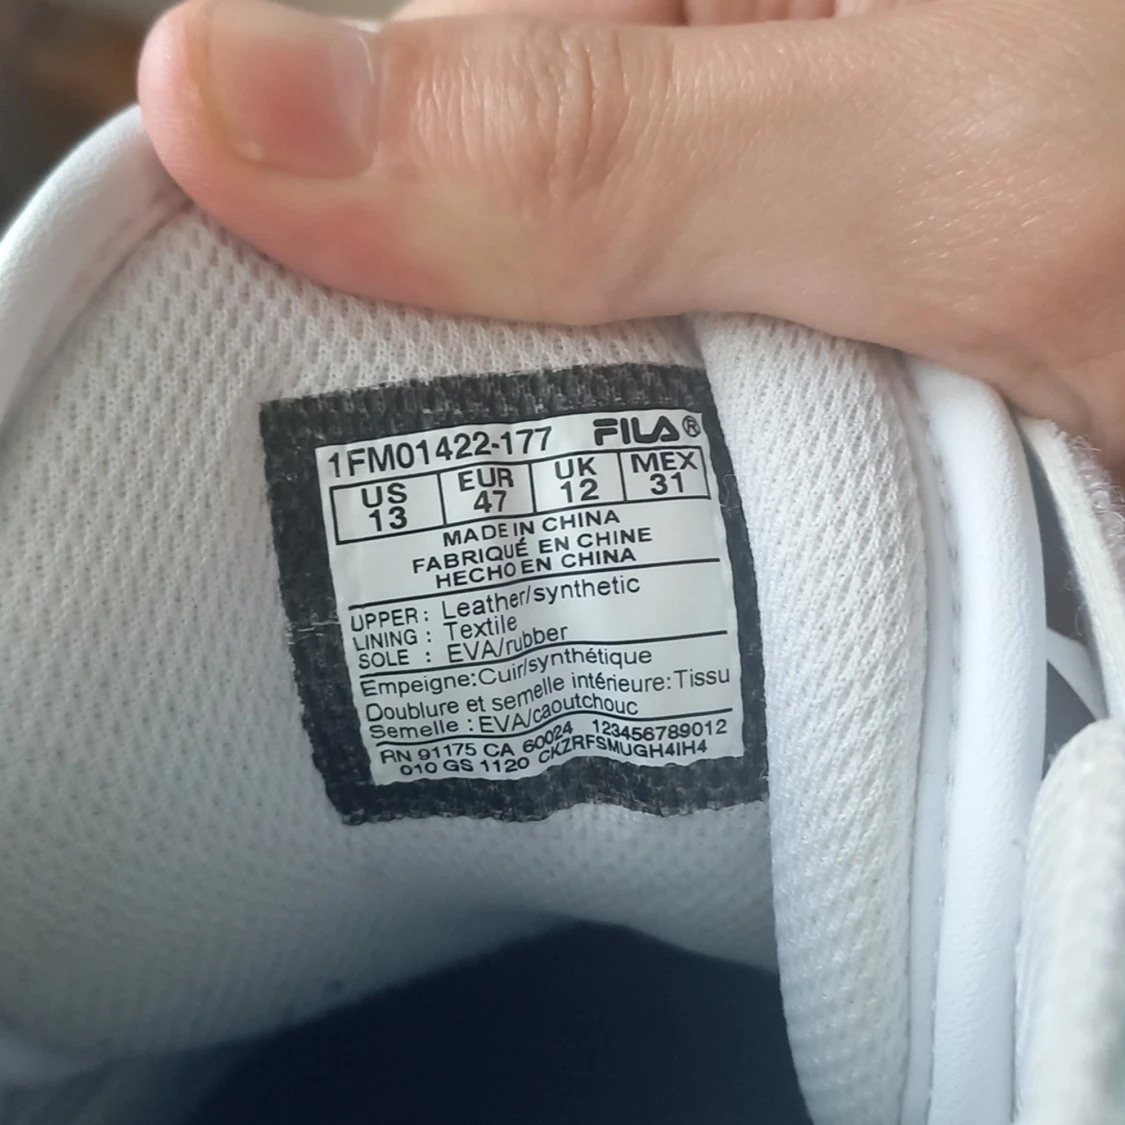 1FM01422-177 FILA®
US EUR UK MEX
13 47 12 31
MADE IN CHINA
FABRIQUÉ EN CHINE
HECHO EN CHINA
UPPER : Leather/synthetic
LINING : Textile
SOLE : EVA/rubber
Empeigne:Cuir/synthétique
Doublure et semelle intérieure:Tissu
Semelle : EVA/caoutchouc
RN 91175 CA 60024 123456789012
010 GS 1120 CKZRFSMUGH4IH4